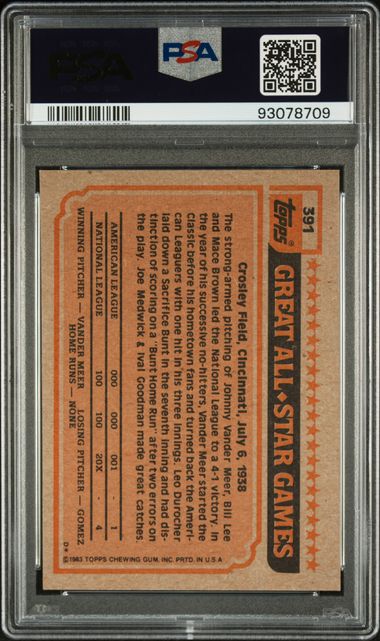 PSA
PSA
93078709
391
TOPPS®
GREAT ALL★STAR GAMES
Crosley Field, Cincinnati, July 6, 1938
The strong-armed pitching of Johnny Vander Meer, Bill Lee
and Mace Brown led the National League to a 4-1 victory. In
the year of his successive no-hitters, Vander Meer started the
classic before his hometown fans and turned back the Ameri-
can Leaguers with one hit in his three innings. Leo Durocher
laid down a Sacrifice Bunt in the seventh inning and had dis-
tinction of scoring on a "Bunt Home Run" after two errors on
the play. Joe Medwick & Ival Goodman made great catches.
AMERICAN LEAGUE 000 000 001 - 1
NATIONAL LEAGUE 100 100 20X - 4
WINNING PITCHER — VANDER MEER LOSING PITCHER — GOMEZ
HOME RUNS — NONE
D* ©1983 TOPPS CHEWING GUM, INC. PRTD. IN U.S.A.